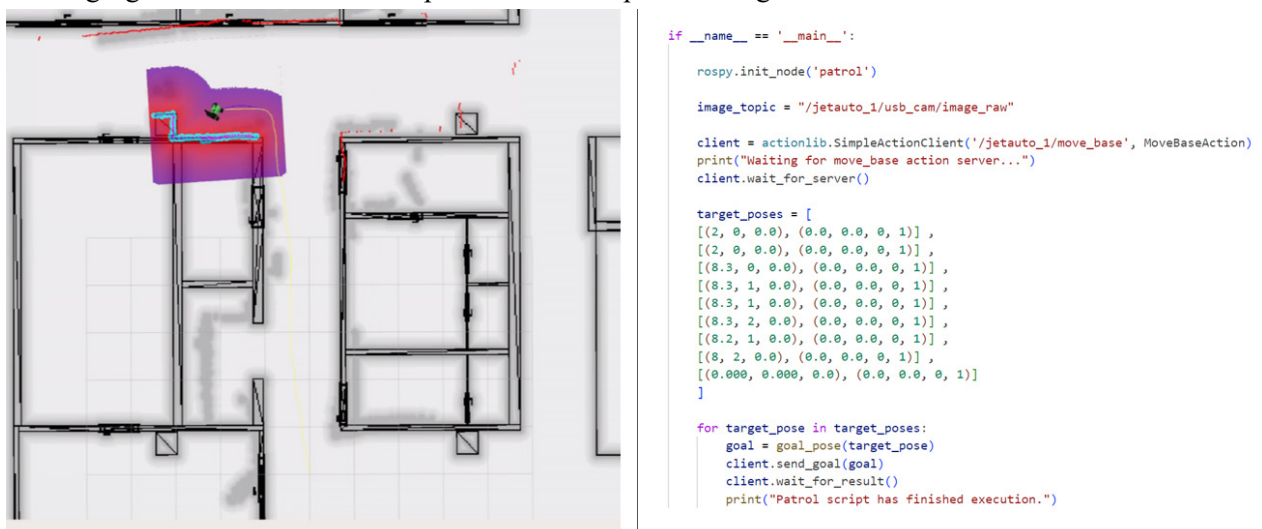 if __name__ == '__main__':
rospy.init_node('patrol')
image_topic = "/jetauto_1/usb_cam/image_raw"
client = actionlib.SimpleActionClient('/jetauto_1/move_base', MoveBaseAction)
print("Waiting for move_base action server...")
client.wait_for_server()
target_poses = [
[(2, 0, 0.0), (0.0, 0.0, 0, 1)] ,
[(2, 0, 0.0), (0.0, 0.0, 0, 1)] ,
[(8.3, 0, 0.0), (0.0, 0.0, 0, 1)] ,
[(8.3, 1, 0.0), (0.0, 0.0, 0, 1)] ,
[(8.3, 1, 0.0), (0.0, 0.0, 0, 1)] ,
[(8.3, 2, 0.0), (0.0, 0.0, 0, 1)] ,
[(8.2, 1, 0.0), (0.0, 0.0, 0, 1)] ,
[(8, 2, 0.0), (0.0, 0.0, 0, 1)] ,
[(0.000, 0.000, 0.0), (0.0, 0.0, 0, 1)]
]
for target_pose in target_poses:
goal = goal_pose(target_pose)
client.send_goal(goal)
client.wait_for_result()
print("Patrol script has finished execution.")